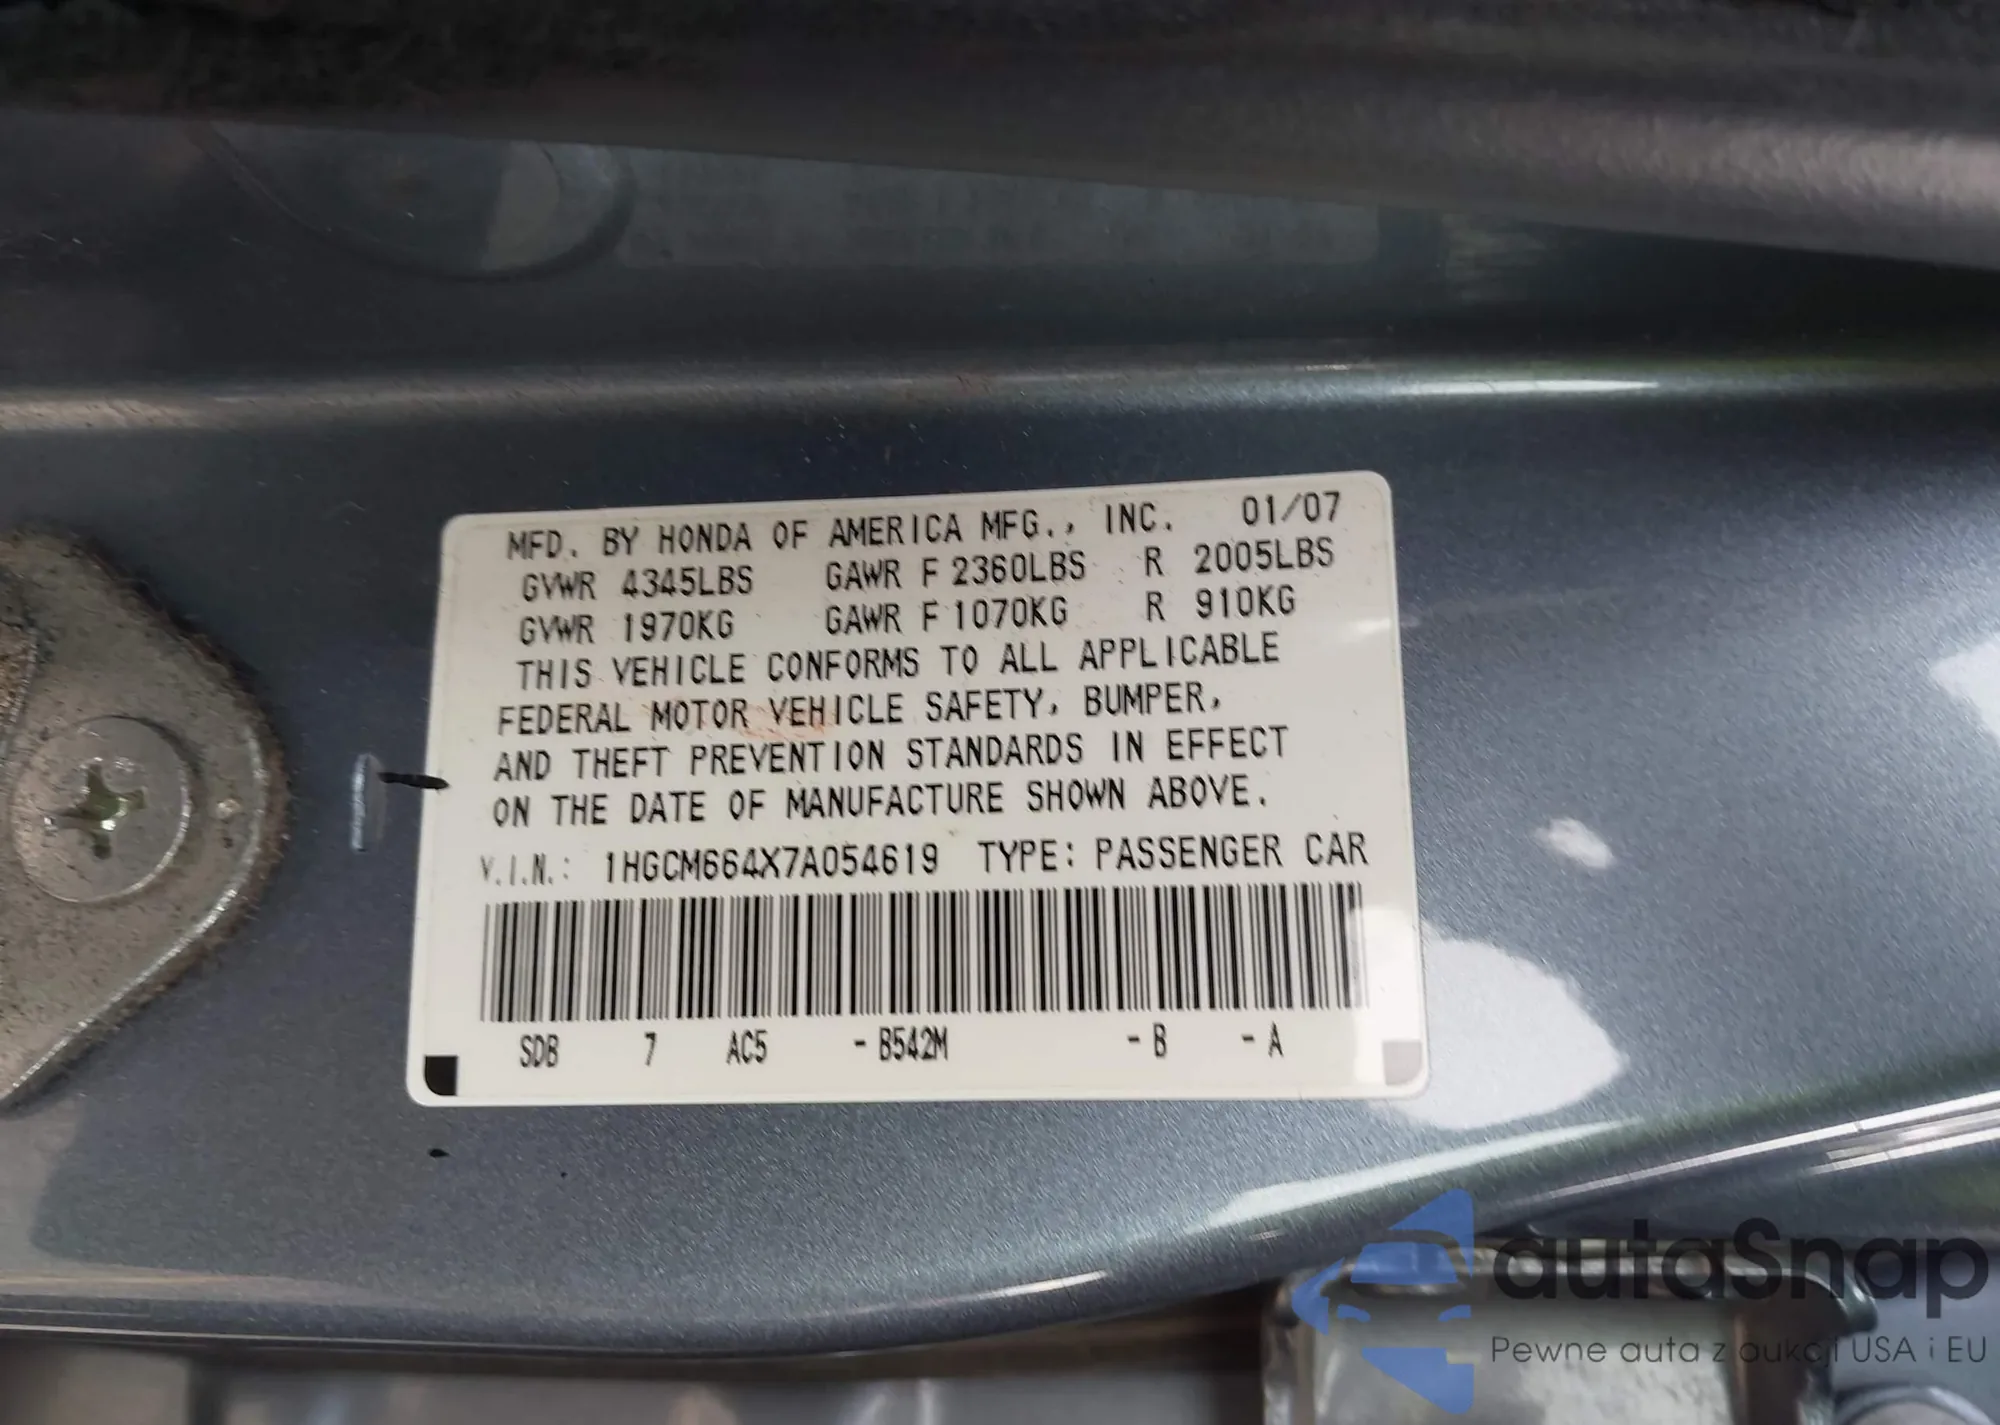 MFD. BY HONDA OF AMERICA MFG., INC. 01/07
GVWR 4345LBS GAWR F 2360LBS R 2005LBS
GVWR 1970KG GAWR F 1070KG R 910KG
THIS VEHICLE CONFORMS TO ALL APPLICABLE
FEDERAL MOTOR VEHICLE SAFETY, BUMPER,
AND THEFT PREVENTION STANDARDS IN EFFECT
ON THE DATE OF MANUFACTURE SHOWN ABOVE.
V.I.N.: 1HGCM664X7A054619 TYPE: PASSENGER CAR
SDB 7 AC5 -B542M -B -A
autaSnap
Pewne auta z aukcji USA i EU